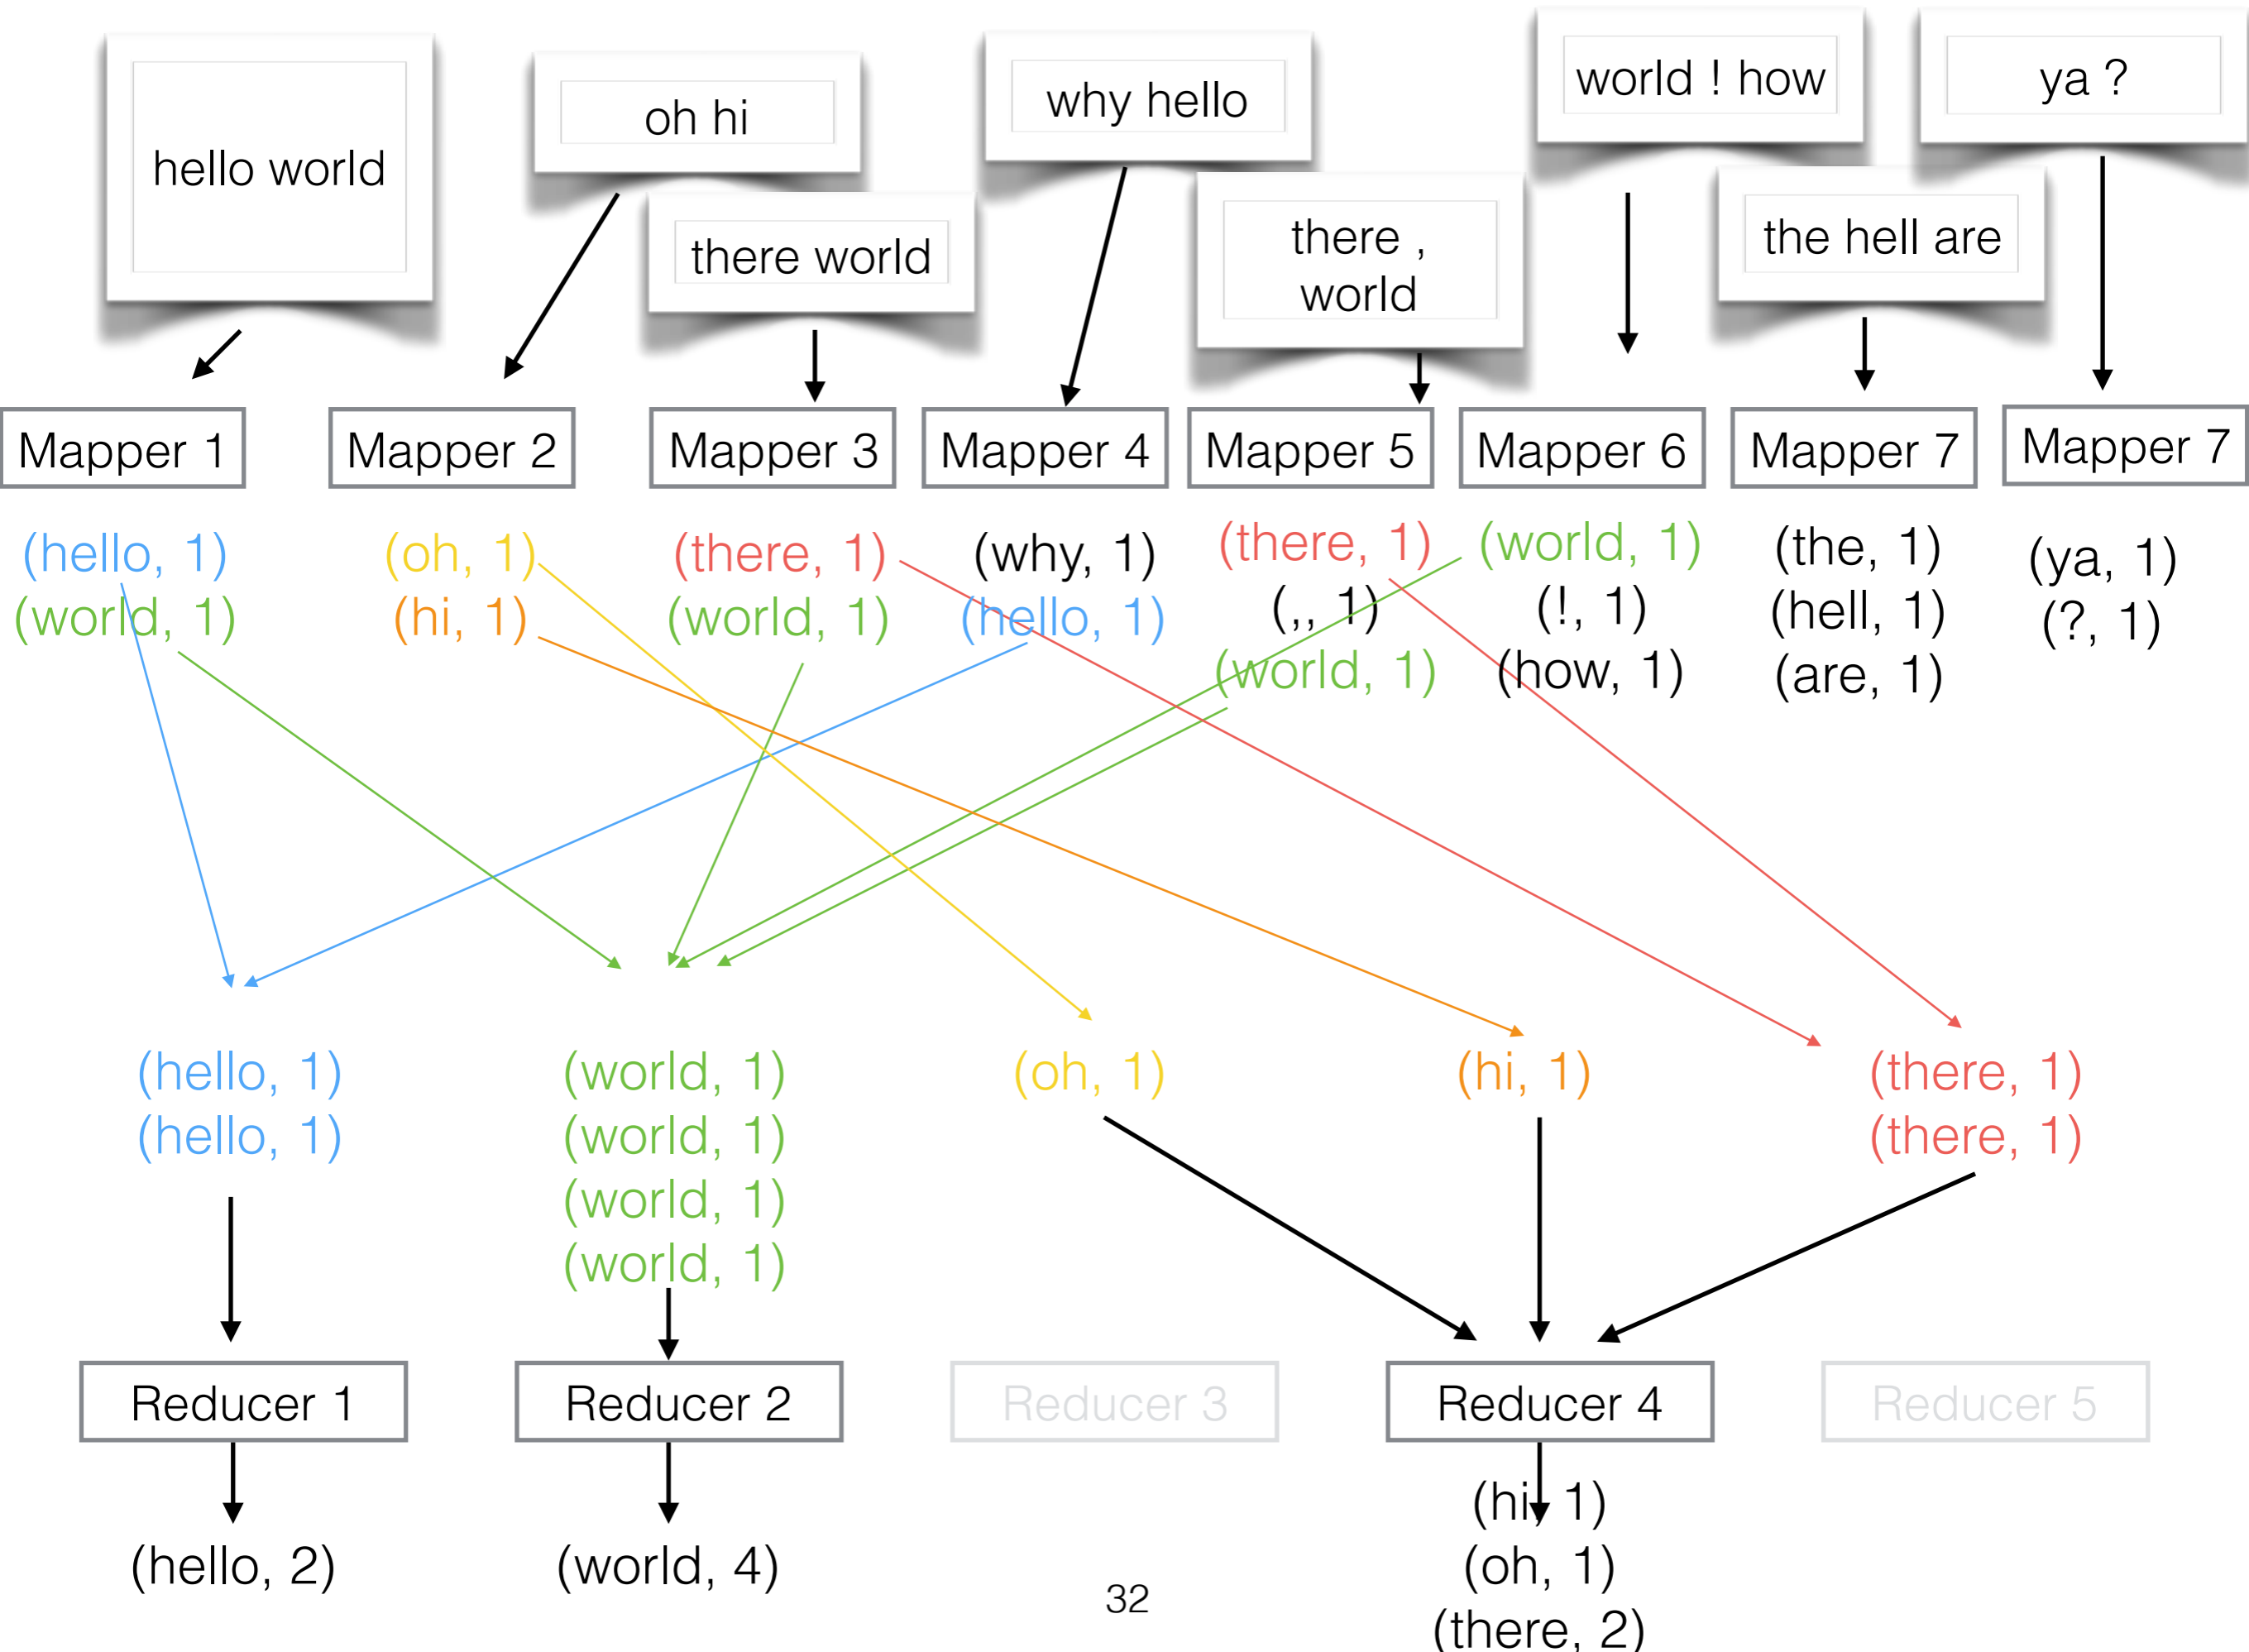 hello world
oh hi
there world
why hello
there ,
world
world ! how
the hell are
ya ?
Mapper 1
Mapper 2
Mapper 3
Mapper 4
Mapper 5
Mapper 6
Mapper 7
Mapper 7
(hello, 1)
(world, 1)
(oh, 1)
(hi, 1)
(there, 1)
(world, 1)
(why, 1)
(hello, 1)
(there, 1)
(,, 1)
(world, 1)
(world, 1)
(!, 1)
(how, 1)
(the, 1)
(hell, 1)
(are, 1)
(ya, 1)
(?, 1)
(hello, 1)
(hello, 1)
(world, 1)
(world, 1)
(world, 1)
(world, 1)
(oh, 1)
(hi, 1)
(there, 1)
(there, 1)
Reducer 1
Reducer 2
Reducer 3
Reducer 4
Reducer 5
(hello, 2)
(world, 4)
(hi, 1)
(oh, 1)
(there, 2)
32